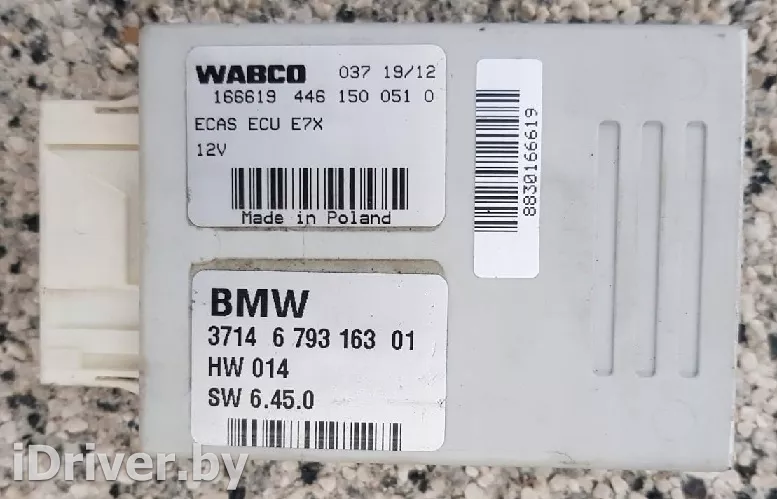 WABCO 037 19/12
166619 446 150 051 0
ECAS ECU E7X
12V
Made in Poland
8830166619
BMW
3714 6 793 163 01
HW 014
SW 6.45.0
iDriver.by